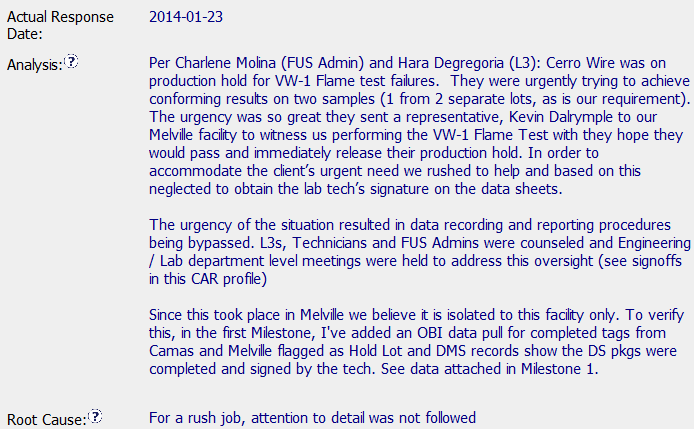 Actual Response 2014-01-23
Date:
Analysis:? Per Charlene Molina (FUS Admin) and Hara Degregoria (L3): Cerro Wire was on
production hold for VW-1 Flame test failures.  They were urgently trying to achieve
conforming results on two samples (1 from 2 separate lots, as is our requirement).
The urgency was so great they sent a representative, Kevin Dalrymple to our
Melville facility to witness us performing the VW-1 Flame Test with they hope they
would pass and immediately release their production hold. In order to
accommodate the client's urgent need we rushed to help and based on this
neglected to obtain the lab tech's signature on the data sheets.
The urgency of the situation resulted in data recording and reporting procedures
being bypassed. L3s, Technicians and FUS Admins were counseled and Engineering
/ Lab department level meetings were held to address this oversight (see signoffs
in this CAR profile)
Since this took place in Melville we believe it is isolated to this facility only. To verify
this, in the first Milestone, I've added an OBI data pull for completed tags from
Camas and Melville flagged as Hold Lot and DMS records show the DS pkgs were
completed and signed by the tech. See data attached in Milestone 1.
Root Cause:? For a rush job, attention to detail was not followed